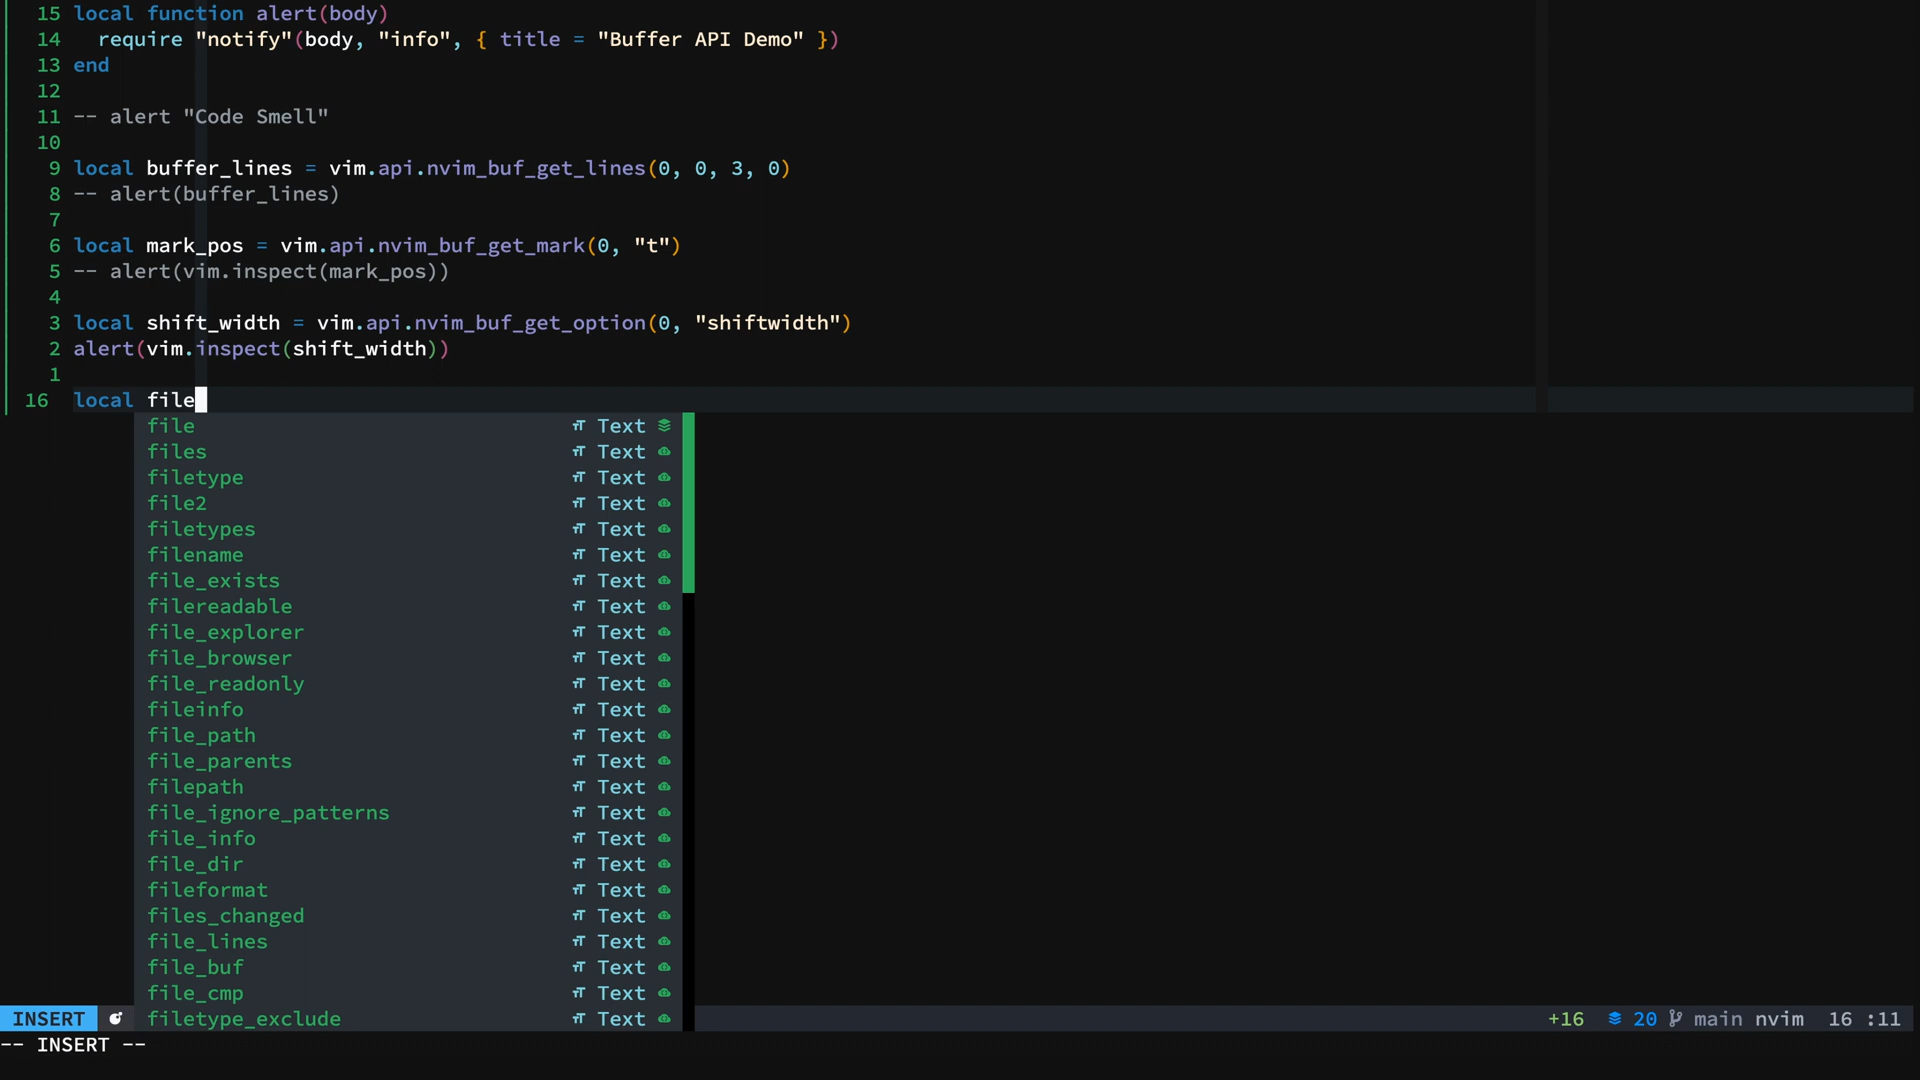 15 local function alert(body)
14   require "notify"(body, "info", { title = "Buffer API Demo" })
13 end
12
11 -- alert "Code Smell"
10
9 local buffer_lines = vim.api.nvim_buf_get_lines(0, 0, 3, 0)
8 -- alert(buffer_lines)
7
6 local mark_pos = vim.api.nvim_buf_get_mark(0, "t")
5 -- alert(vim.inspect(mark_pos))
4
3 local shift_width = vim.api.nvim_buf_get_option(0, "shiftwidth")
2 alert(vim.inspect(shift_width))
1
16 local file
file Text
files Text
filetype Text
file2 Text
filetypes Text
filename Text
file_exists Text
filereadable Text
file_explorer Text
file_browser Text
file_readonly Text
fileinfo Text
file_path Text
file_parents Text
filepath Text
file_ignore_patterns Text
file_info Text
file_dir Text
fileformat Text
files_changed Text
file_lines Text
file_buf Text
file_cmp Text
filetype_exclude Text
INSERT +16 20 main nvim 16 :11
-- INSERT --